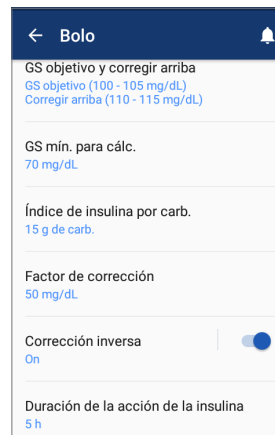 Bolo
GS objetivo y corregir arriba
GS objetivo (100 - 105 mg/dL)
Corregir arriba (110 - 115 mg/dL)
GS mín. para cálc.
70 mg/dL
Índice de insulina por carb.
15 g de carb.
Factor de corrección
50 mg/dL
Corrección inversa
On
Duración de la acción de la insulina
5 h